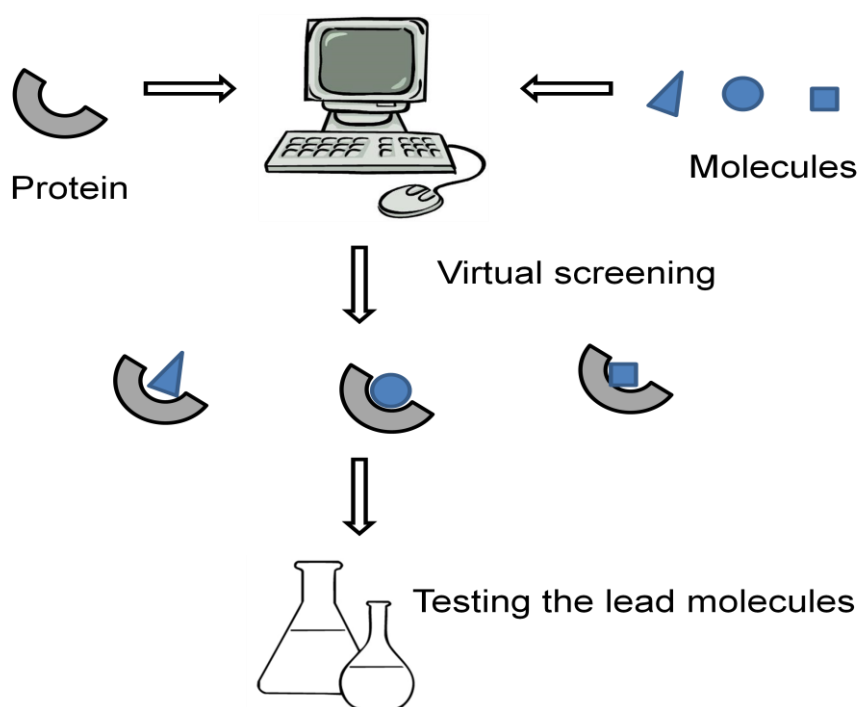 Protein
Molecules
Virtual screening
Testing the lead molecules